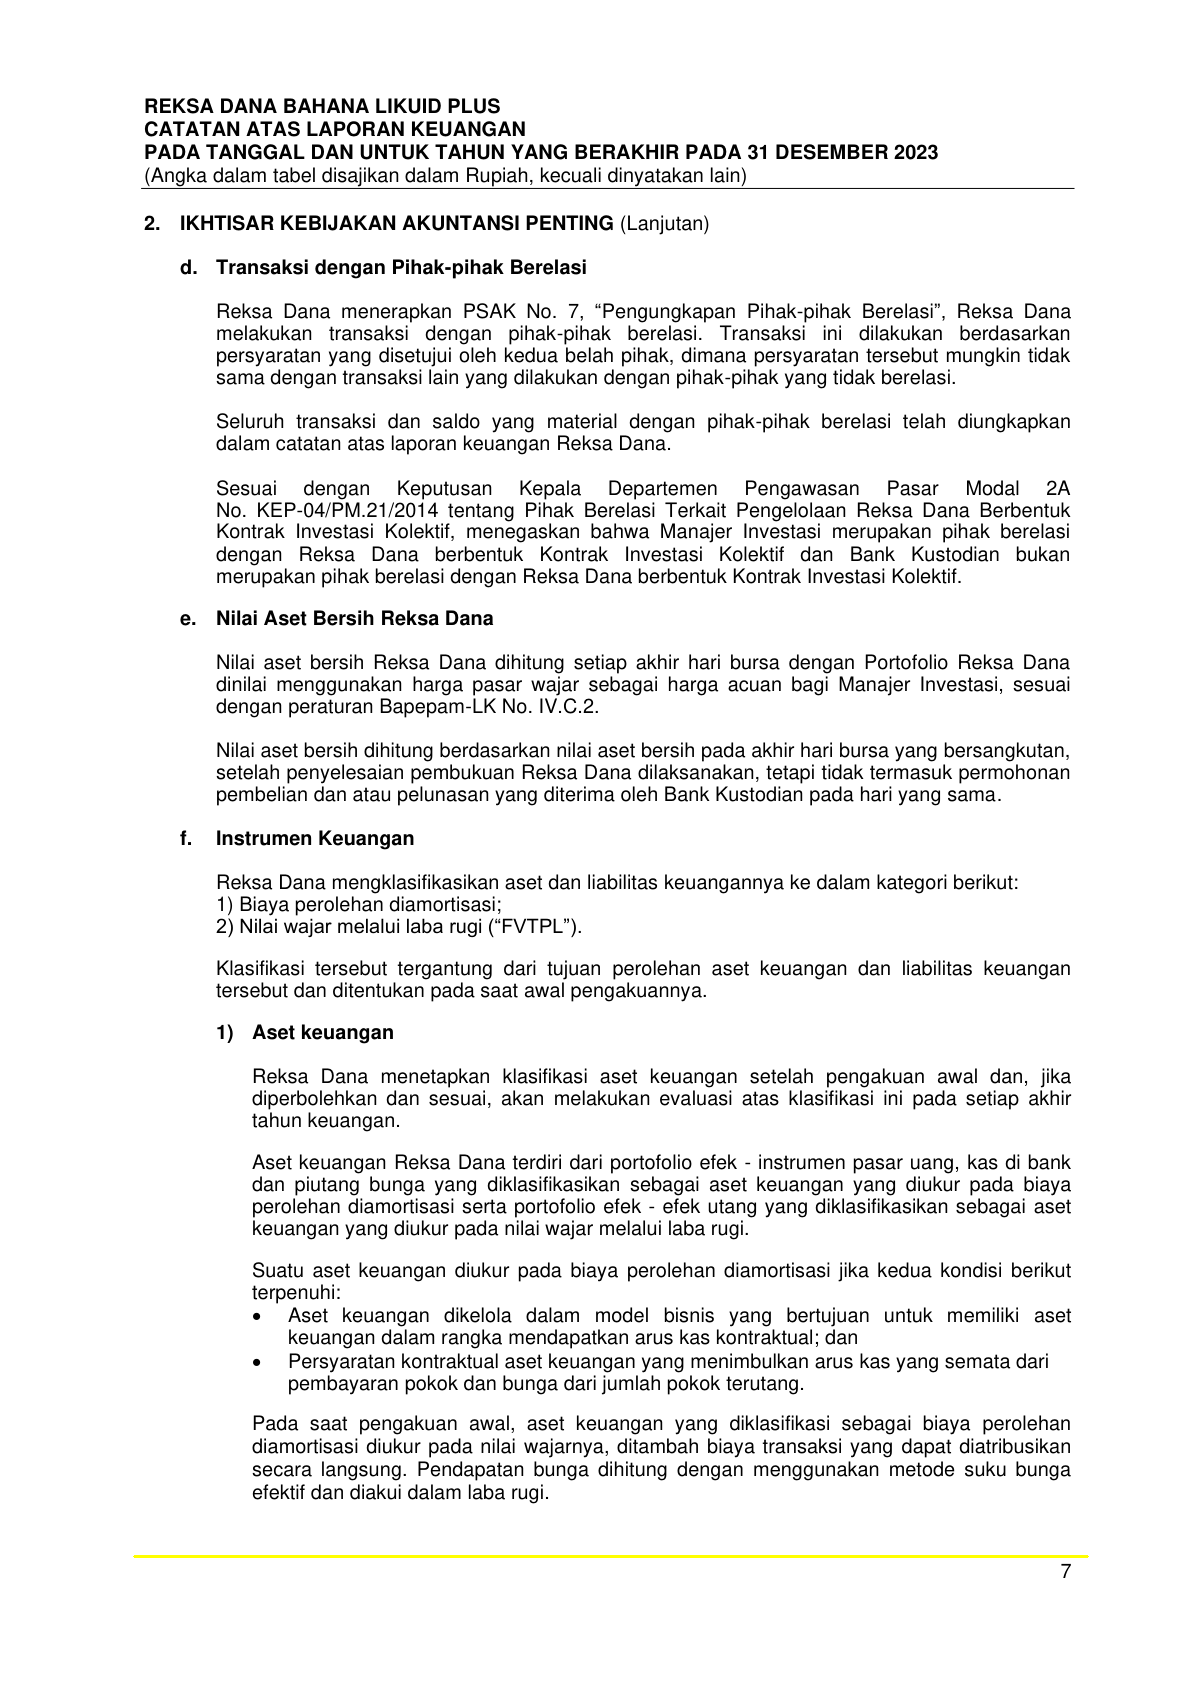 REKSA DANA BAHANA LIKUID PLUS
CATATAN ATAS LAPORAN KEUANGAN
PADA TANGGAL DAN UNTUK TAHUN YANG BERAKHIR PADA 31 DESEMBER 2023
(Angka dalam tabel disajikan dalam Rupiah, kecuali dinyatakan lain)
2. IKHTISAR KEBIJAKAN AKUNTANSI PENTING (Lanjutan)
d. Transaksi dengan Pihak-pihak Berelasi
Reksa Dana menerapkan PSAK No. 7, “Pengungkapan Pihak-pihak Berelasi”, Reksa Dana
melakukan transaksi dengan pihak-pihak berelasi. Transaksi ini dilakukan berdasarkan
persyaratan yang disetujui oleh kedua belah pihak, dimana persyaratan tersebut mungkin tidak
sama dengan transaksi lain yang dilakukan dengan pihak-pihak yang tidak berelasi.
Seluruh transaksi dan saldo yang material dengan pihak-pihak berelasi telah diungkapkan
dalam catatan atas laporan keuangan Reksa Dana.
Sesuai dengan Keputusan Kepala Departemen Pengawasan Pasar Modal 2A
No. KEP-04/PM.21/2014 tentang Pihak Berelasi Terkait Pengelolaan Reksa Dana Berbentuk
Kontrak Investasi Kolektif, menegaskan bahwa Manajer Investasi merupakan pihak berelasi
dengan Reksa Dana berbentuk Kontrak Investasi Kolektif dan Bank Kustodian bukan
merupakan pihak berelasi dengan Reksa Dana berbentuk Kontrak Investasi Kolektif.
e. Nilai Aset Bersih Reksa Dana
Nilai aset bersih Reksa Dana dihitung setiap akhir hari bursa dengan Portofolio Reksa Dana
dinilai menggunakan harga pasar wajar sebagai harga acuan bagi Manajer Investasi, sesuai
dengan peraturan Bapepam-LK No. IV.C.2.
Nilai aset bersih dihitung berdasarkan nilai aset bersih pada akhir hari bursa yang bersangkutan,
setelah penyelesaian pembukuan Reksa Dana dilaksanakan, tetapi tidak termasuk permohonan
pembelian dan atau pelunasan yang diterima oleh Bank Kustodian pada hari yang sama.
f. Instrumen Keuangan
Reksa Dana mengklasifikasikan aset dan liabilitas keuangannya ke dalam kategori berikut:
1) Biaya perolehan diamortisasi;
2) Nilai wajar melalui laba rugi (“FVTPL”).
Klasifikasi tersebut tergantung dari tujuan perolehan aset keuangan dan liabilitas keuangan
tersebut dan ditentukan pada saat awal pengakuannya.
1) Aset keuangan
Reksa Dana menetapkan klasifikasi aset keuangan setelah pengakuan awal dan, jika
diperbolehkan dan sesuai, akan melakukan evaluasi atas klasifikasi ini pada setiap akhir
tahun keuangan.
Aset keuangan Reksa Dana terdiri dari portofolio efek - instrumen pasar uang, kas di bank
dan piutang bunga yang diklasifikasikan sebagai aset keuangan yang diukur pada biaya
perolehan diamortisasi serta portofolio efek - efek utang yang diklasifikasikan sebagai aset
keuangan yang diukur pada nilai wajar melalui laba rugi.
Suatu aset keuangan diukur pada biaya perolehan diamortisasi jika kedua kondisi berikut
terpenuhi:
• Aset keuangan dikelola dalam model bisnis yang bertujuan untuk memiliki aset
keuangan dalam rangka mendapatkan arus kas kontraktual; dan
• Persyaratan kontraktual aset keuangan yang menimbulkan arus kas yang semata dari
pembayaran pokok dan bunga dari jumlah pokok terutang.
Pada saat pengakuan awal, aset keuangan yang diklasifikasi sebagai biaya perolehan
diamortisasi diukur pada nilai wajarnya, ditambah biaya transaksi yang dapat diatribusikan
secara langsung. Pendapatan bunga dihitung dengan menggunakan metode suku bunga
efektif dan diakui dalam laba rugi.
7